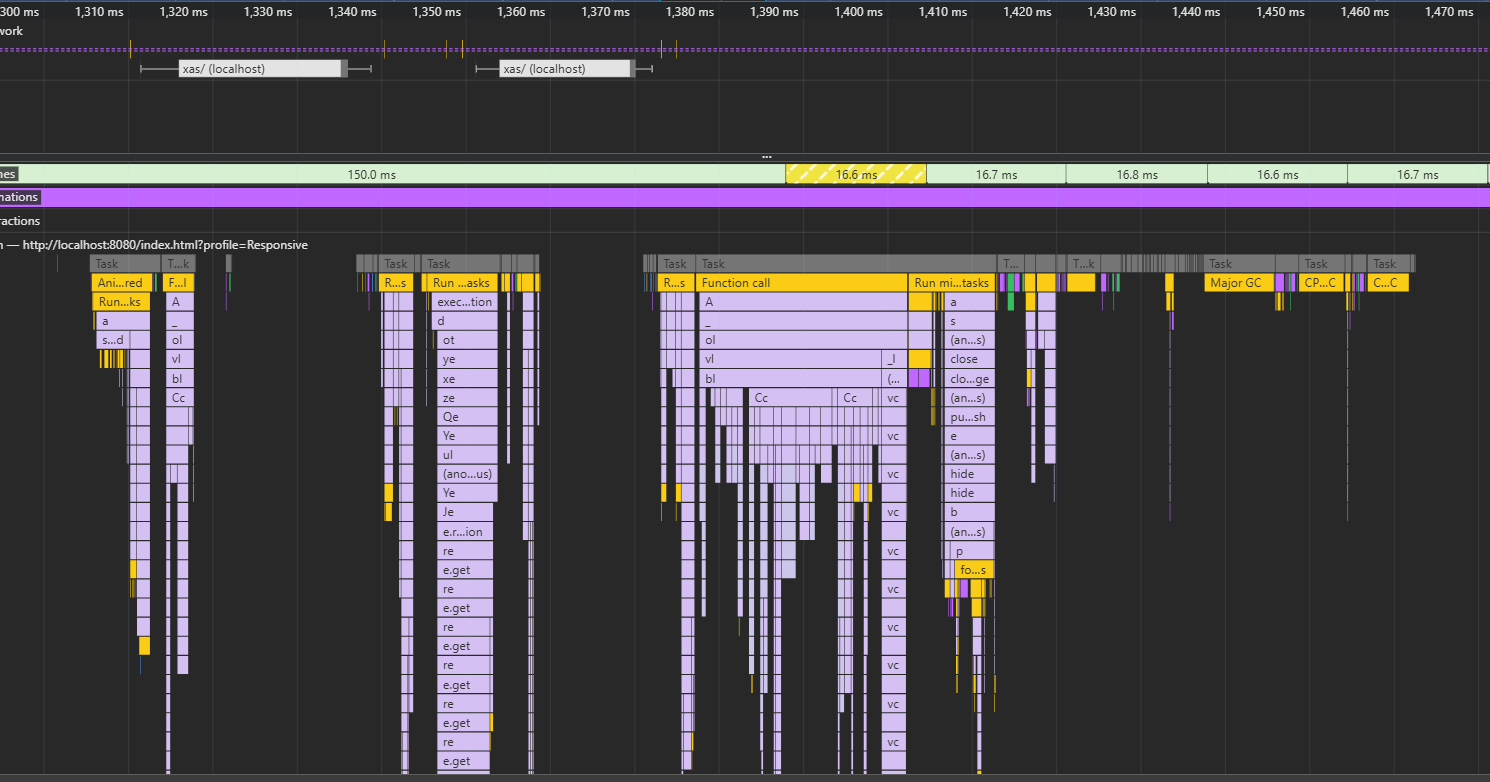 300 ms 1,310 ms 1,320 ms 1,330 ms 1,340 ms 1,350 ms 1,360 ms 1,370 ms 1,380 ms 1,390 ms 1,400 ms 1,410 ms 1,420 ms 1,430 ms 1,440 ms 1,450 ms 1,460 ms 1,470 ms
work
xas/ (localhost) xas/ (localhost)
...
nes 150.0 ms 16.6 ms 16.7 ms 16.8 ms 16.6 ms 16.7 ms
mations
ractions
n — http://localhost:8080/index.html?profile=Responsive
Task T...k Task Task Task Task T... T...k Task Task Task
Ani...red F...l R...s Run ...asks R...s Function call Run mi...tasks Major GC CP...C C...C
Run...ks A exec...tion A a
a _ d _ s
s...d ol ot ol (an...s)
vl ye vl _l close
bl xe bl (... clo...ge
Cc ze Cc Cc vc (an...s)
Qe pu...sh
Ye vc e
ul (an...s)
(ano...us) vc hide
Ye hide
Je vc b
e.r...ion (an...s)
re vc p
e.get fo...s
re vc
e.get
re vc
e.get
re vc
e.get
re vc
e.get
re vc
e.get